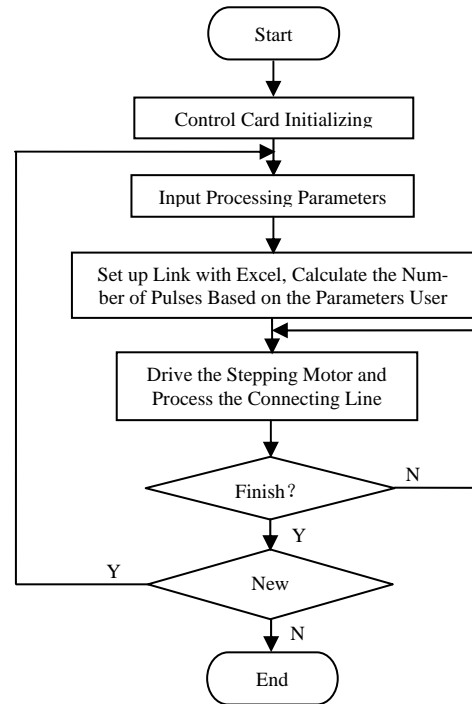 Start
Control Card Initializing
Input Processing Parameters
Set up Link with Excel, Calculate the Num-
ber of Pulses Based on the Parameters User
Drive the Stepping Motor and
Process the Connecting Line
N
Finish?
Y
Y
New
N
End